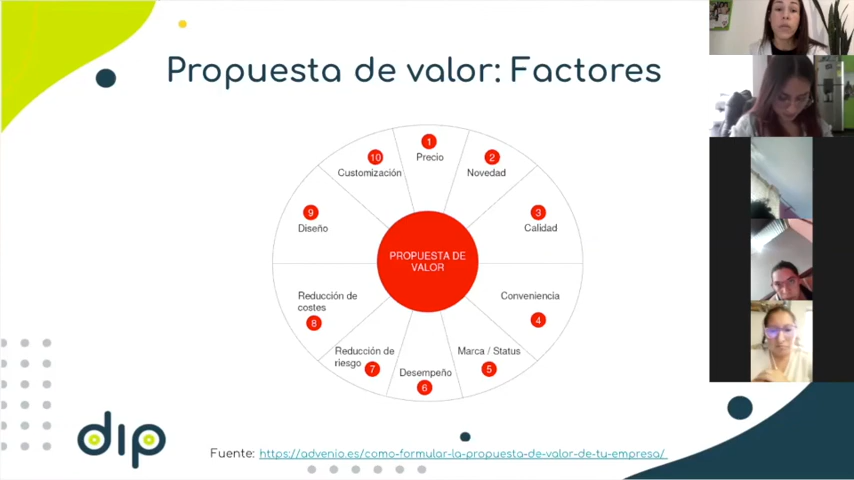 Propuesta de valor: Factores
1
Precio
2
Novedad
3
Calidad
Conveniencia
4
Marca / Status
5
Desempeño
6
Reducción de
riesgo
7
Reducción de
costes
8
9
Diseño
10
Customización
PROPUESTA DE
VALOR
dip
Fuente: https://advenio.es/como-formular-la-propuesta-de-valor-de-tu-empresa/